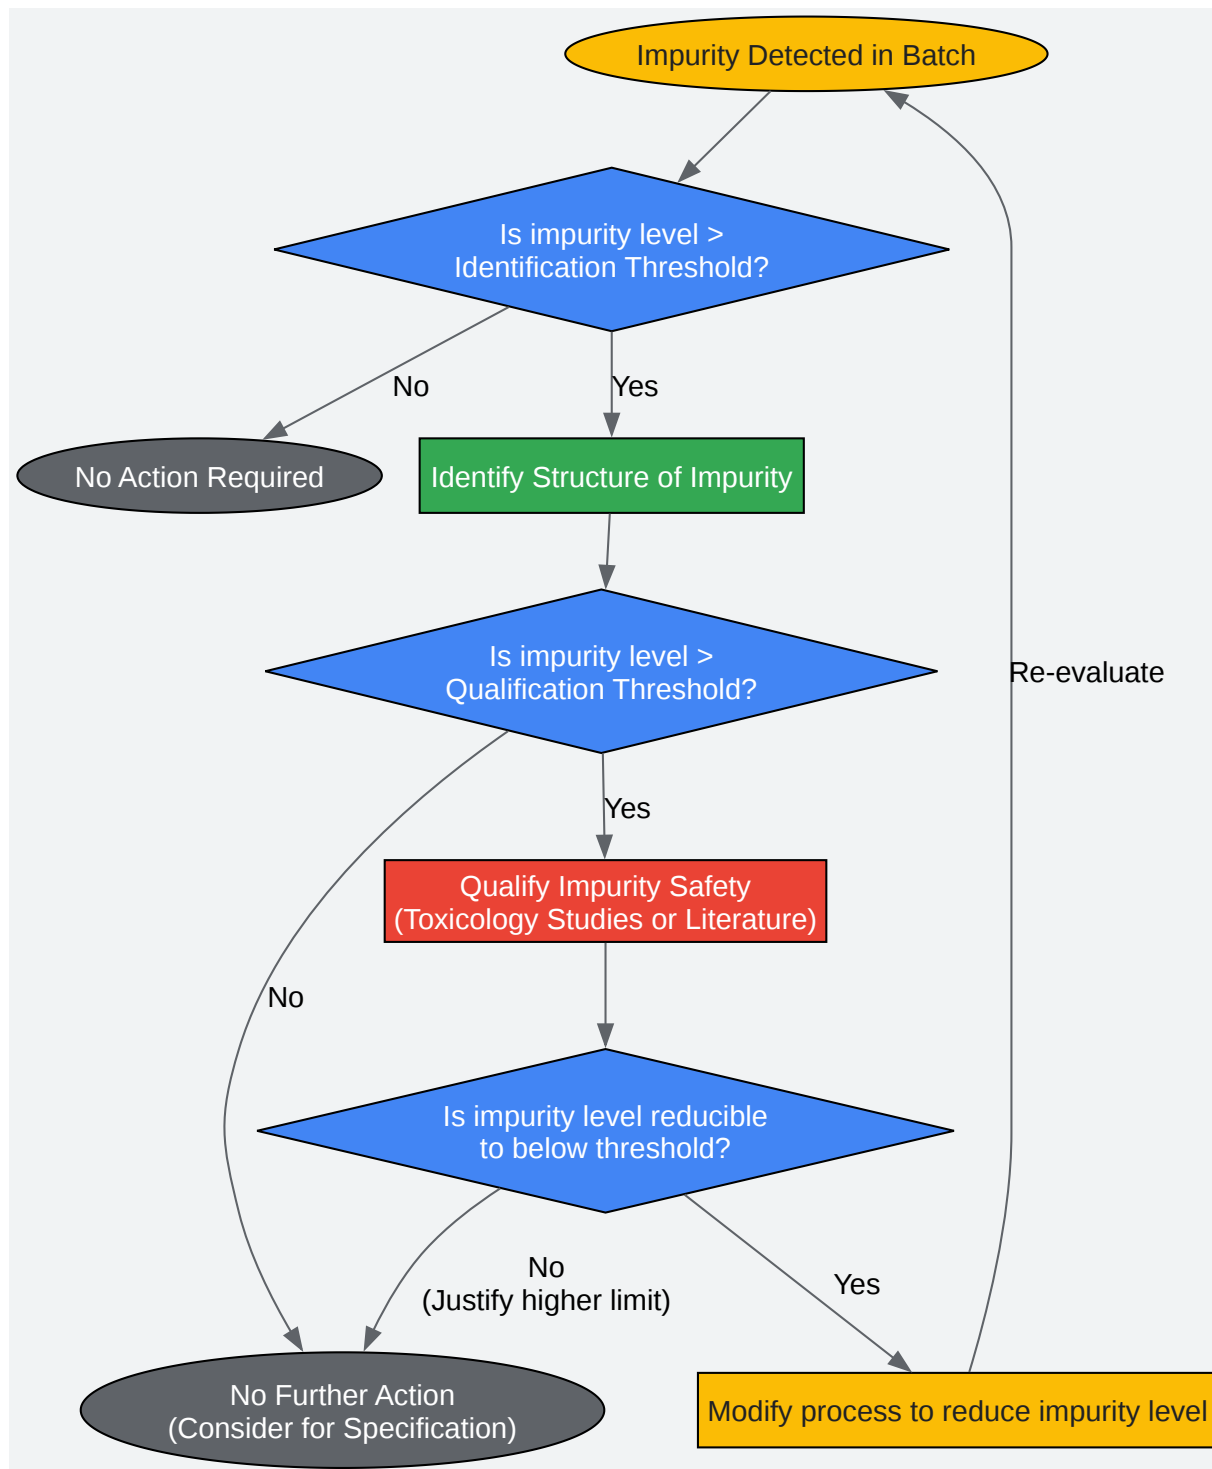 Impurity Detected in Batch
Is impurity level >
Identification Threshold?
No
Yes
No Action Required
Identify Structure of Impurity
Is impurity level >
Qualification Threshold?
Re-evaluate
Yes
Qualify Impurity Safety
(Toxicology Studies or Literature)
No
Is impurity level reducible
to below threshold?
No
(Justify higher limit)
Yes
No Further Action
(Consider for Specification)
Modify process to reduce impurity level